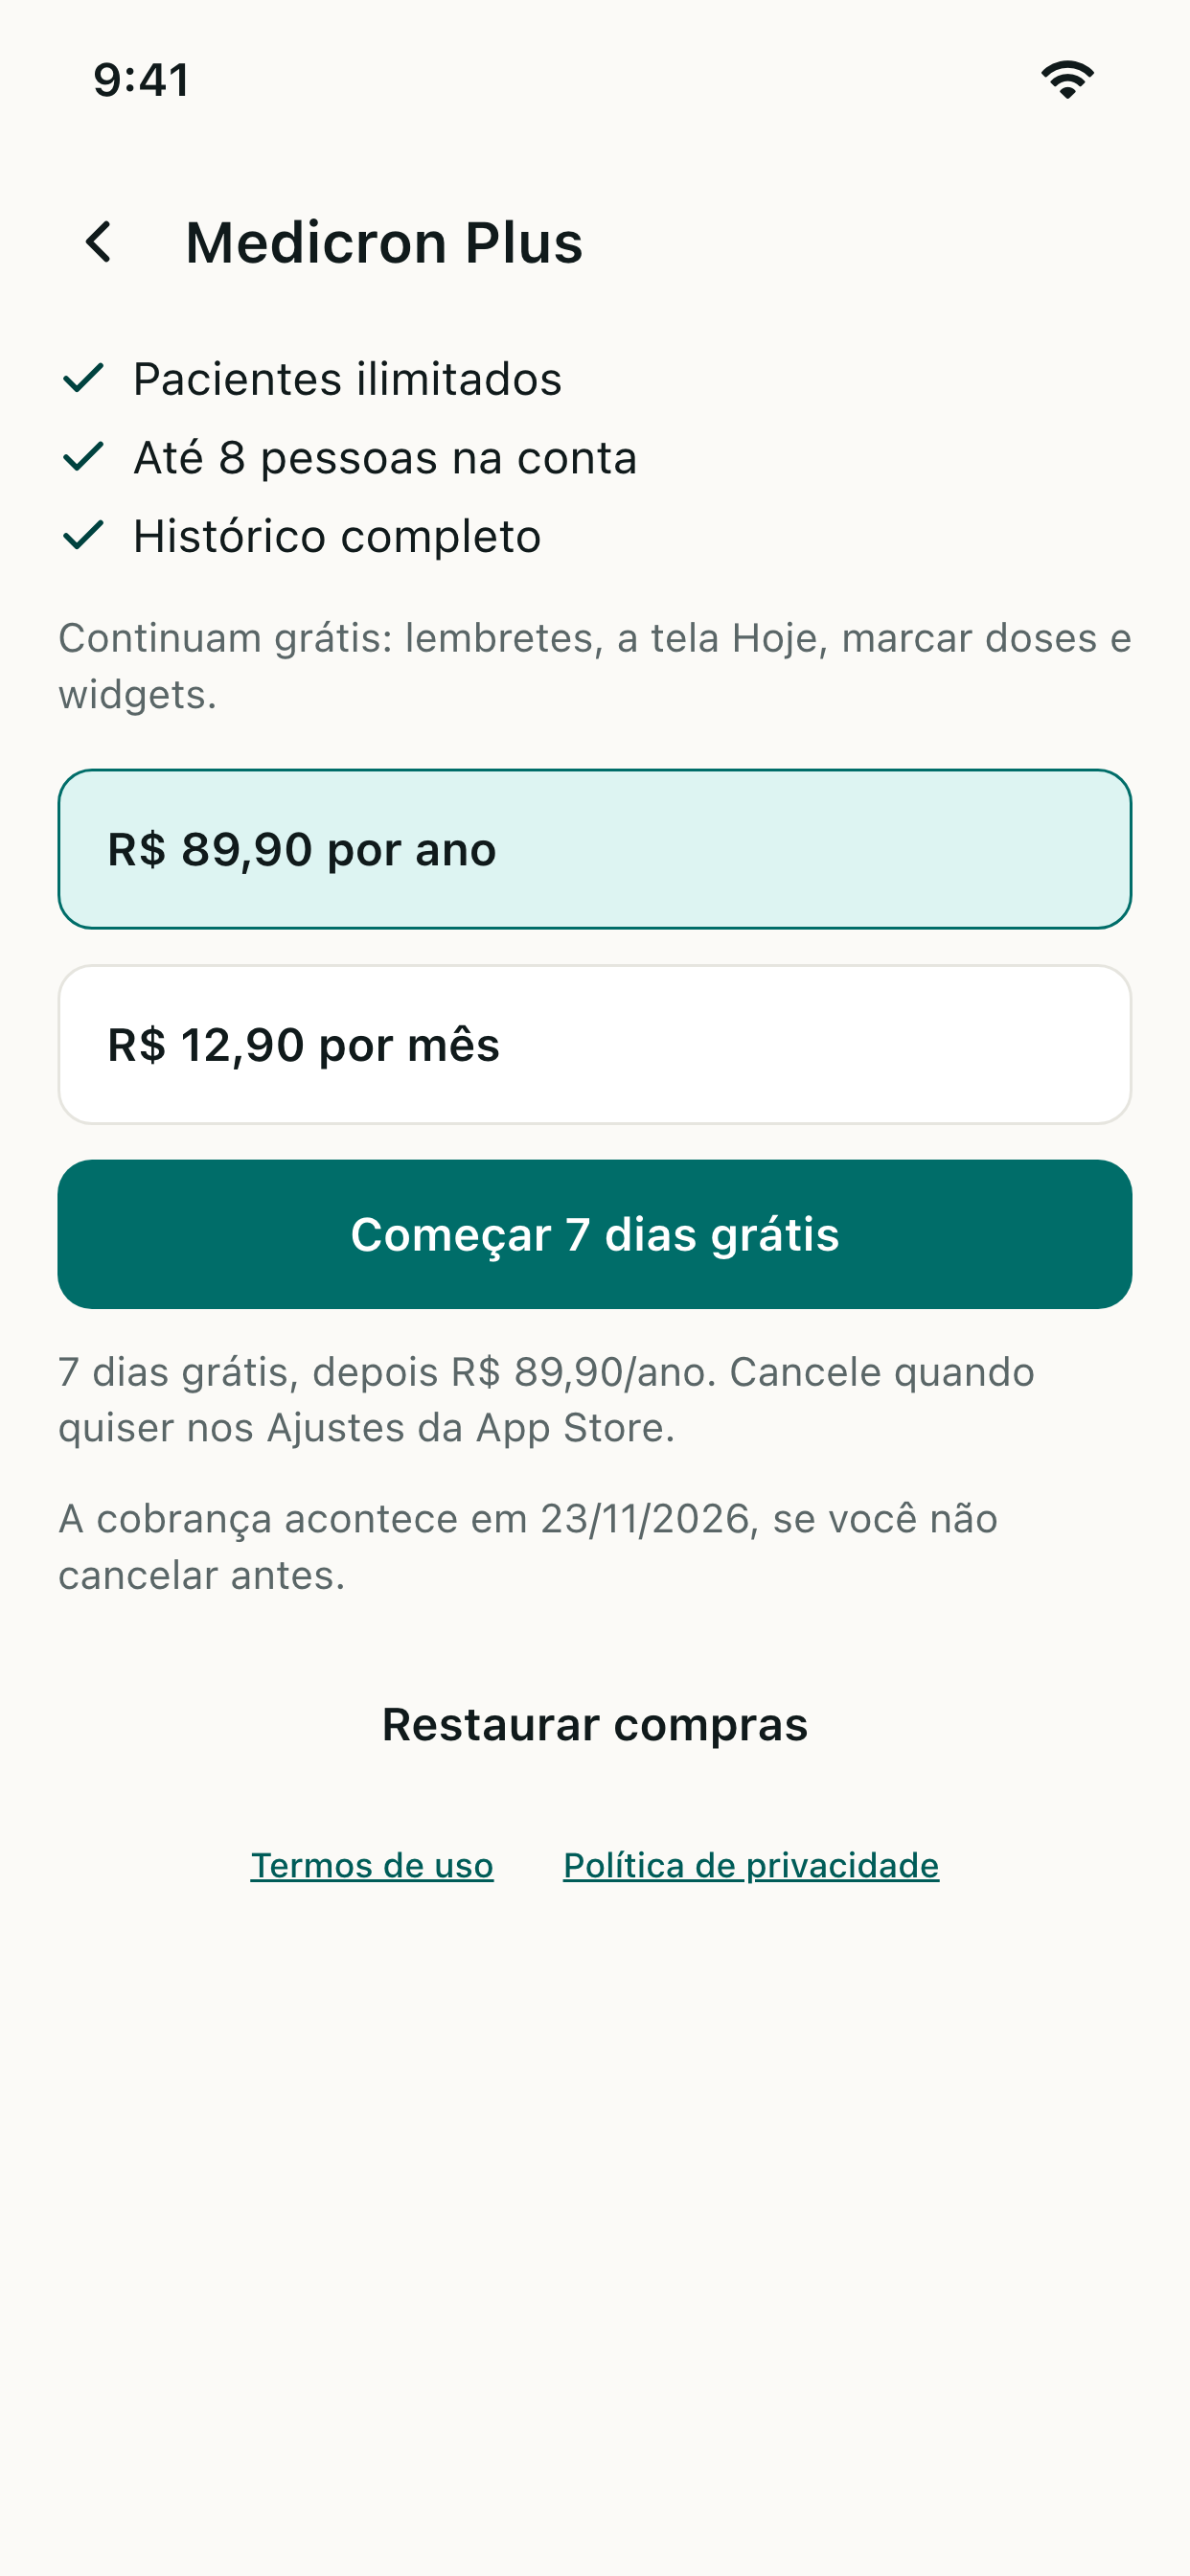 9:41
Medicron Plus
Pacientes ilimitados
Até 8 pessoas na conta
Histórico completo
Continuam grátis: lembretes, a tela Hoje, marcar doses e
widgets.
R$ 89,90 por ano
R$ 12,90 por mês
Começar 7 dias grátis
7 dias grátis, depois R$ 89,90/ano. Cancele quando
quiser nos Ajustes da App Store.
A cobrança acontece em 23/11/2026, se você não
cancelar antes.
Restaurar compras
Termos de uso Política de privacidade